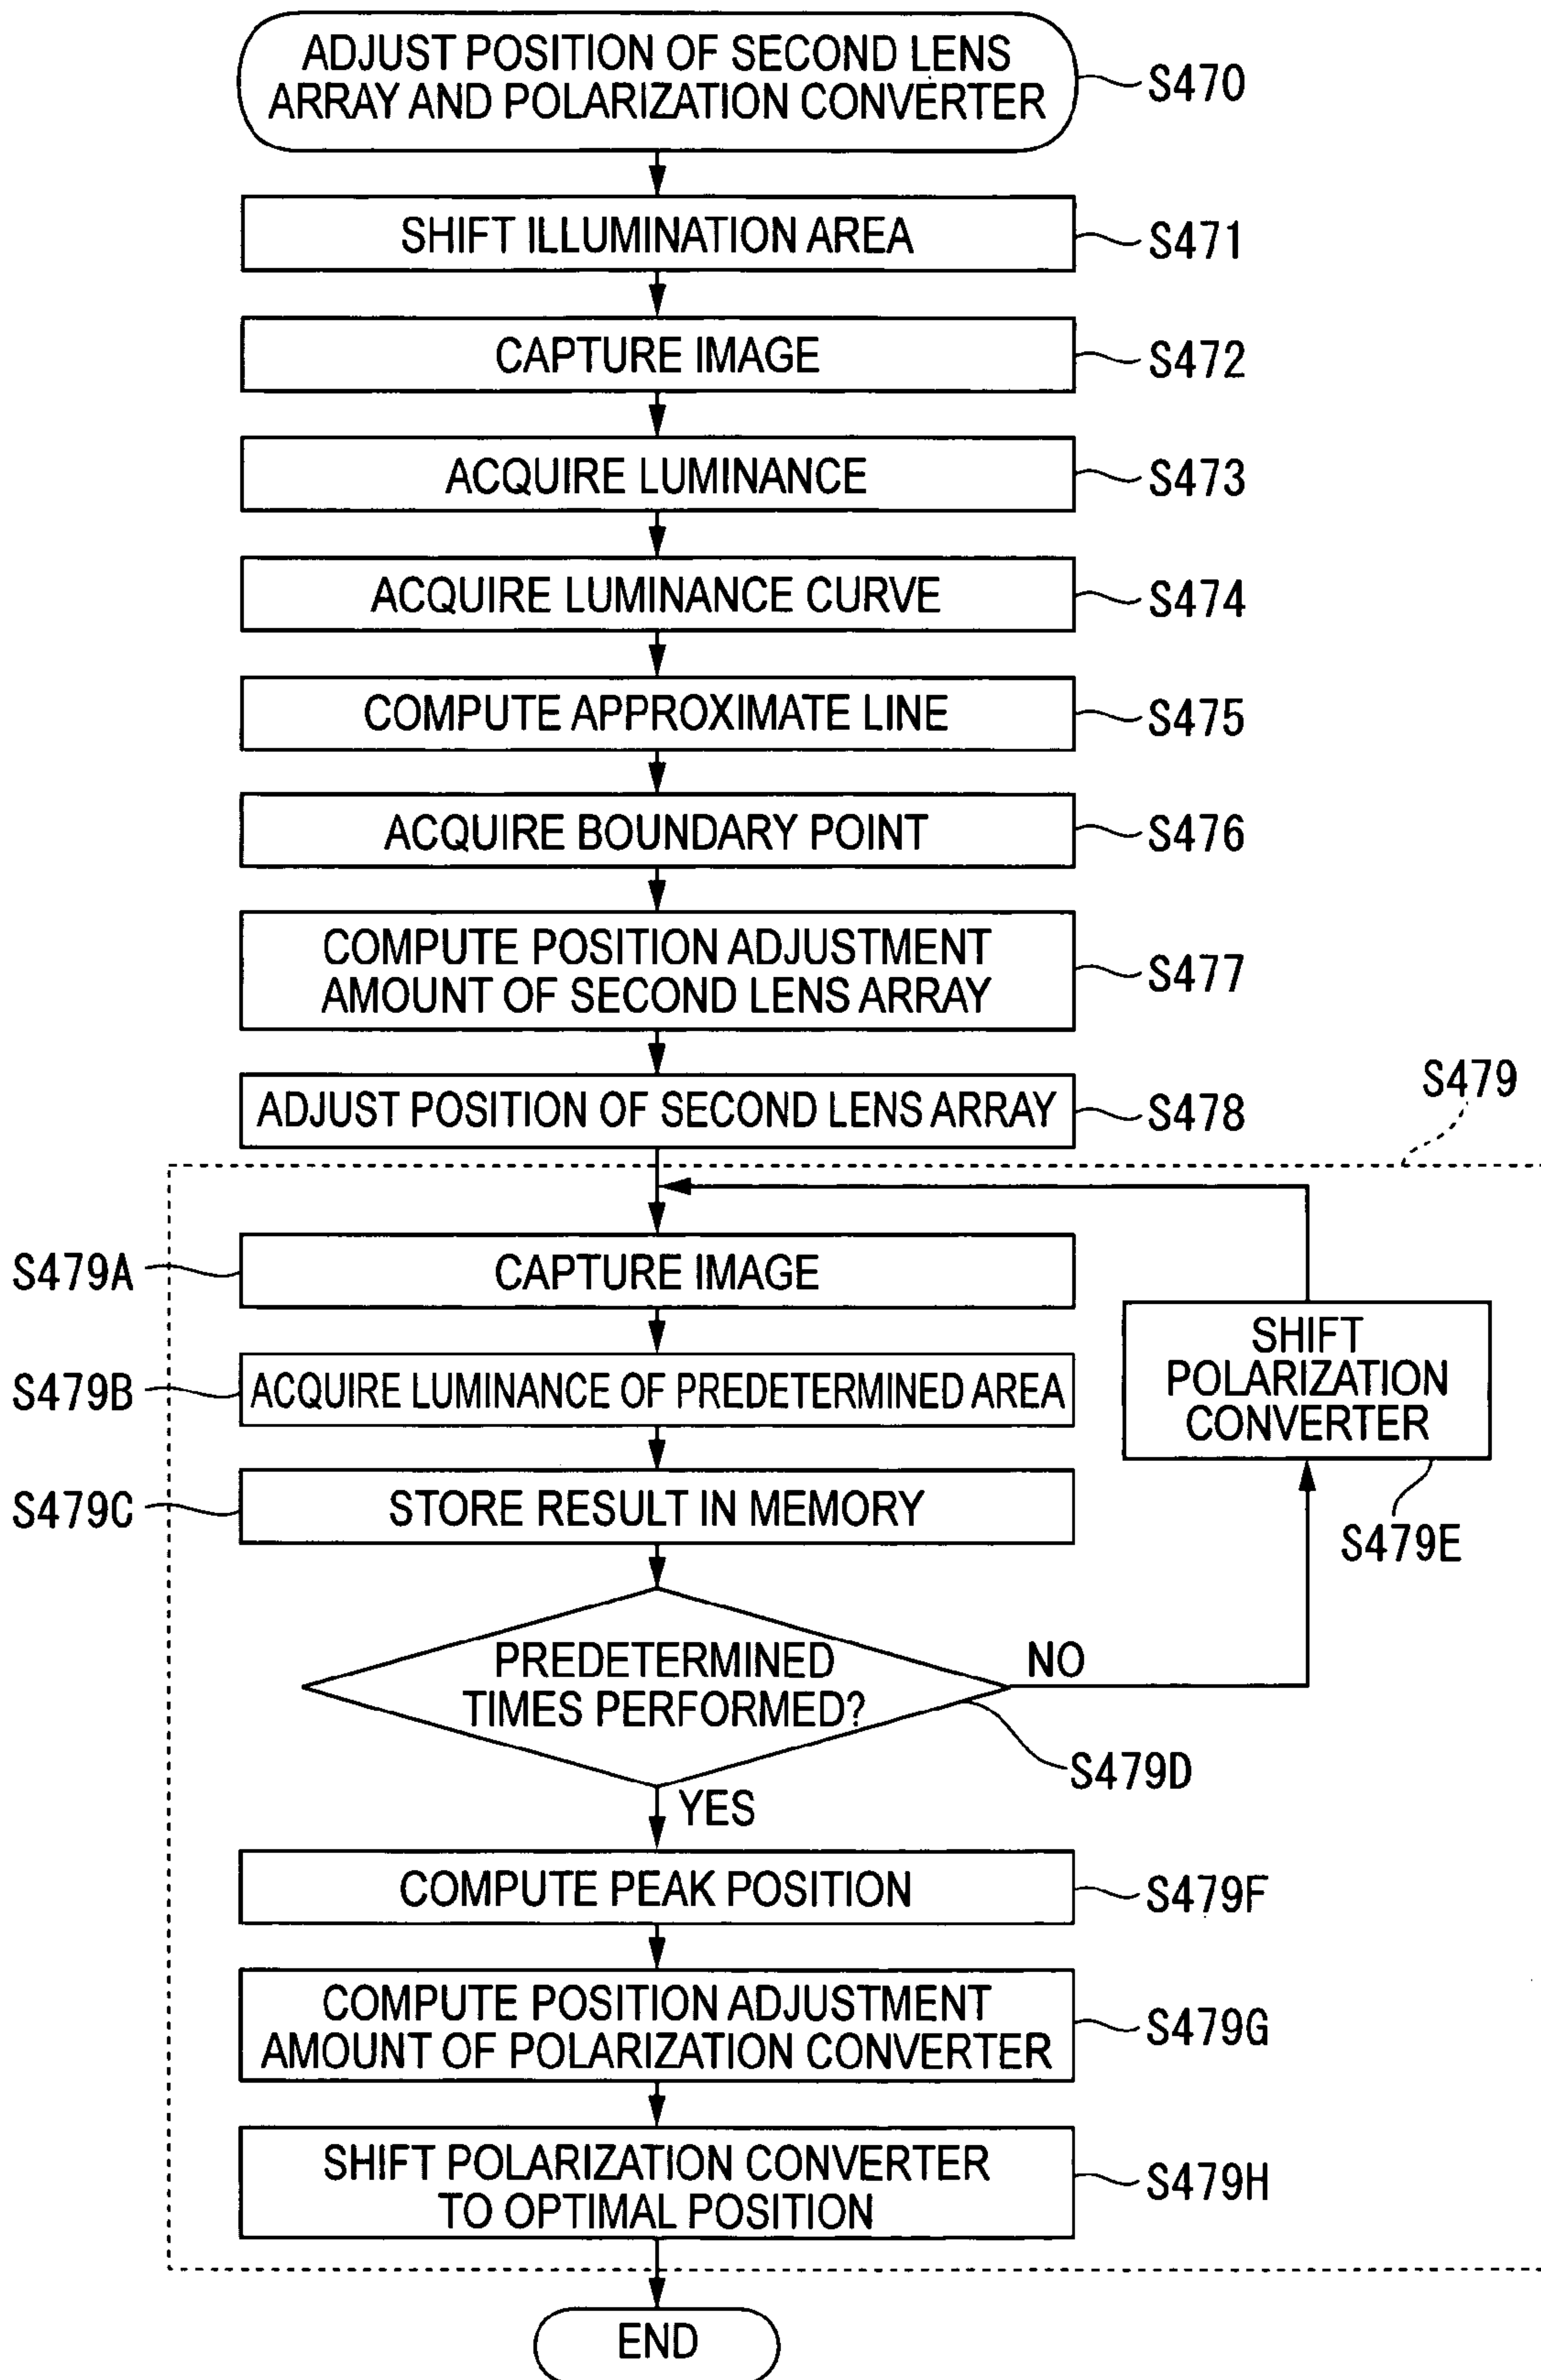 ADJUST POSITION OF SECOND LENS
ARRAY AND POLARIZATION CONVERTER
S470
SHIFT ILLUMINATION AREA
S471
CAPTURE IMAGE
S472
ACQUIRE LUMINANCE
S473
ACQUIRE LUMINANCE CURVE
S474
COMPUTE APPROXIMATE LINE
S475
ACQUIRE BOUNDARY POINT
S476
COMPUTE POSITION ADJUSTMENT
AMOUNT OF SECOND LENS ARRAY
S477
ADJUST POSITION OF SECOND LENS ARRAY
S478
S479
S479A
CAPTURE IMAGE
S479B
ACQUIRE LUMINANCE OF PREDETERMINED AREA
S479C
STORE RESULT IN MEMORY
SHIFT
POLARIZATION
CONVERTER
S479E
PREDETERMINED
TIMES PERFORMED?
NO
S479D
YES
COMPUTE PEAK POSITION
S479F
COMPUTE POSITION ADJUSTMENT
AMOUNT OF POLARIZATION CONVERTER
S479G
SHIFT POLARIZATION CONVERTER
TO OPTIMAL POSITION
S479H
END